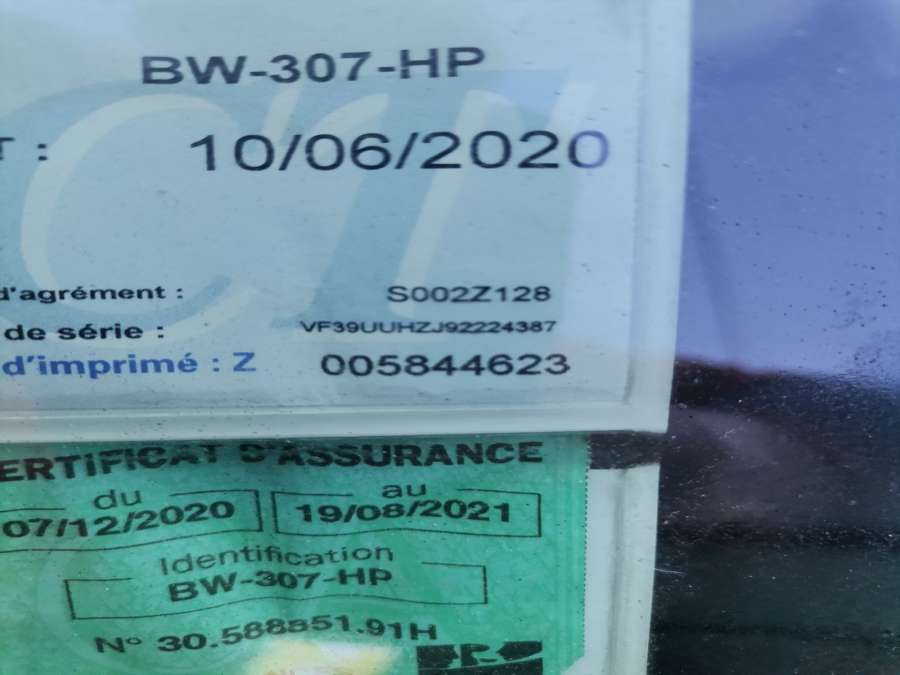 BW-307-HP
T : 10/06/2020
d'agrément : S002Z128
de série : VF39UUHZJ92224387
d'imprimé : Z 005844623
ERTIFICAT D'ASSURANCE
du au
07/12/2020 19/08/2021
Identification
BW-307-HP
N° 30.588851.91H